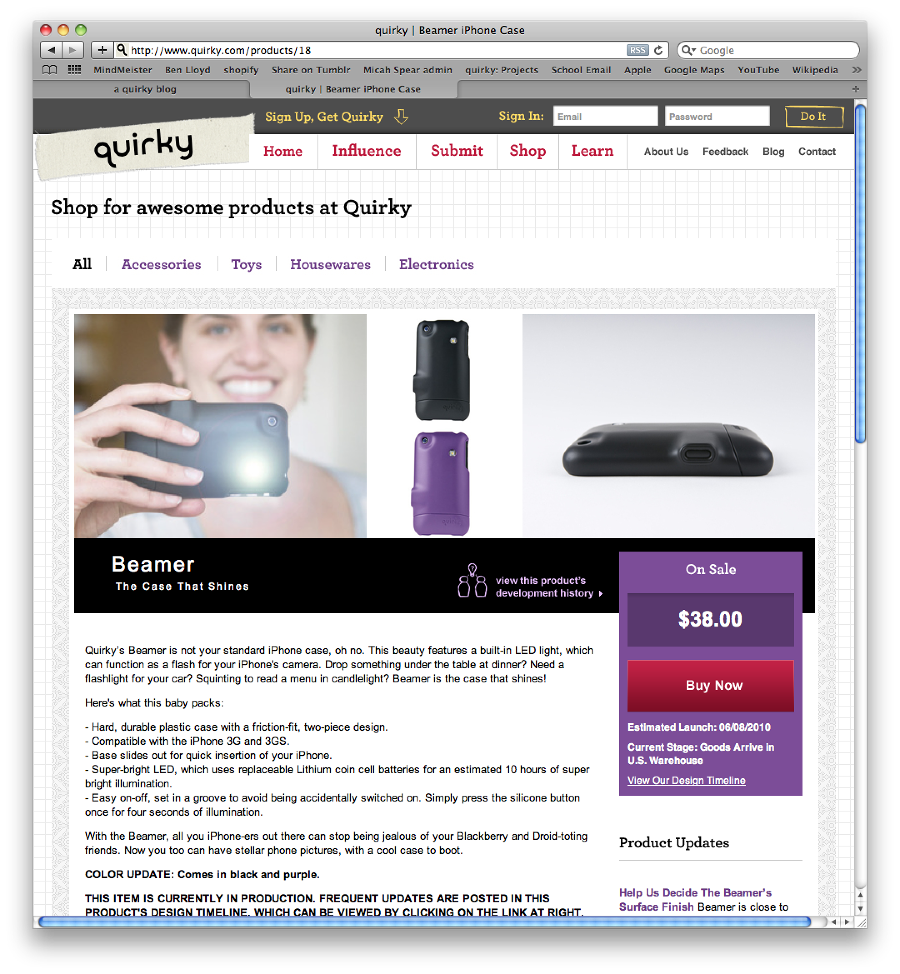 quirky | Beamer iPhone Case
http://www.quirky.com/products/18
RSS
Google
MindMeister Ben Lloyd shopify Share on Tumblr Micah Spear admin quirky: Projects School Email Apple Google Maps YouTube Wikipedia
a quirky blog
quirky | Beamer iPhone Case
Sign Up, Get Quirky
Sign In: Email Password Do It
quirky
Home Influence Submit Shop Learn
About Us Feedback Blog Contact
Shop for awesome products at Quirky
All Accessories Toys Housewares Electronics
Beamer
The Case That Shines
view this product's
development history
On Sale
$38.00
Buy Now
Estimated Launch: 06/08/2010
Current Stage: Goods Arrive in
U.S. Warehouse
View Our Design Timeline
Quirky's Beamer is not your standard iPhone case, oh no. This beauty features a built-in LED light, which
can function as a flash for your iPhone's camera. Drop something under the table at dinner? Need a
flashlight for your car? Squinting to read a menu in candlelight? Beamer is the case that shines!
Here's what this baby packs:
- Hard, durable plastic case with a friction-fit, two-piece design.
- Compatible with the iPhone 3G and 3GS.
- Base slides out for quick insertion of your iPhone.
- Super-bright LED, which uses replaceable Lithium coin cell batteries for an estimated 10 hours of super
bright illumination.
- Easy on-off, set in a groove to avoid being accidentally switched on. Simply press the silicone button
once for four seconds of illumination.
With the Beamer, all you iPhone-ers out there can stop being jealous of your Blackberry and Droid-toting
friends. Now you too can have stellar phone pictures, with a cool case to boot.
COLOR UPDATE: Comes in black and purple.
THIS ITEM IS CURRENTLY IN PRODUCTION. FREQUENT UPDATES ARE POSTED IN THIS
PRODUCT'S DESIGN TIMELINE, WHICH CAN BE VIEWED BY CLICKING ON THE LINK AT RIGHT.
Product Updates
Help Us Decide The Beamer's
Surface Finish Beamer is close to